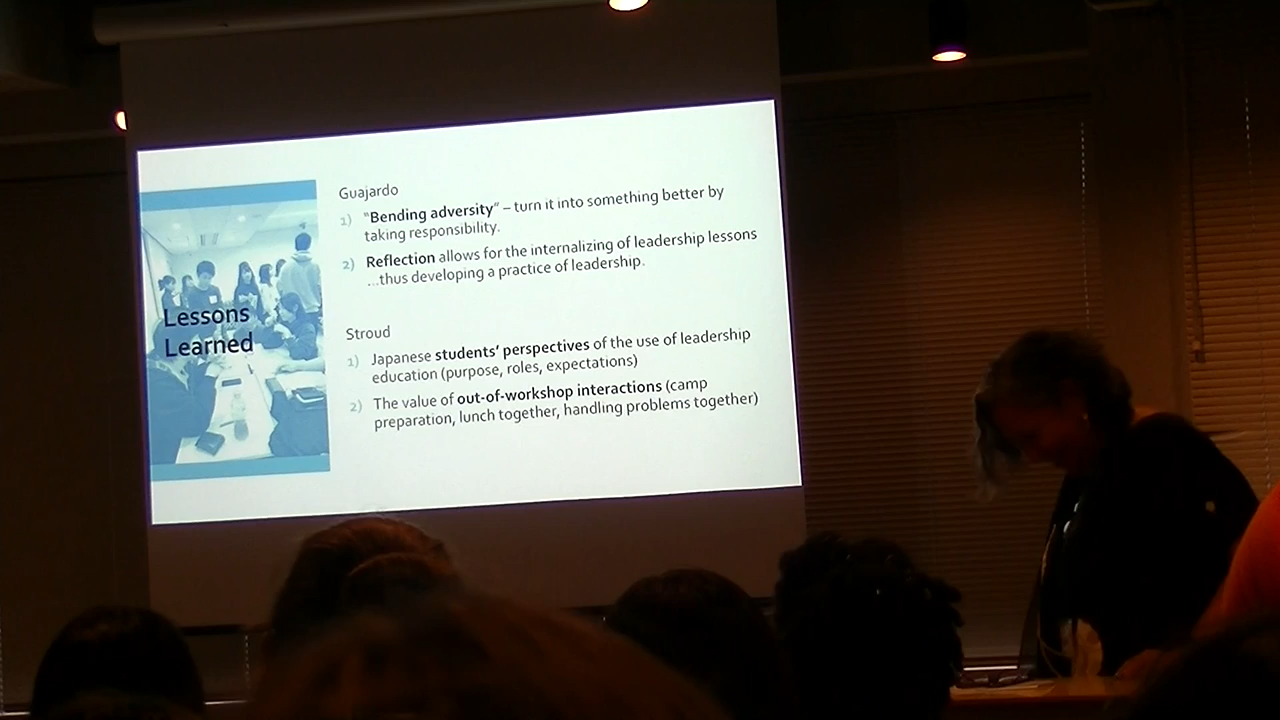 Lessons
Learned
Guajardo
1) "Bending adversity" – turn it into something better by
taking responsibility.
2) Reflection allows for the internalizing of leadership lessons
...thus developing a practice of leadership.
Stroud
1) Japanese students' perspectives of the use of leadership
education (purpose, roles, expectations)
2) The value of out-of-workshop interactions (camp
preparation, lunch together, handling problems together)